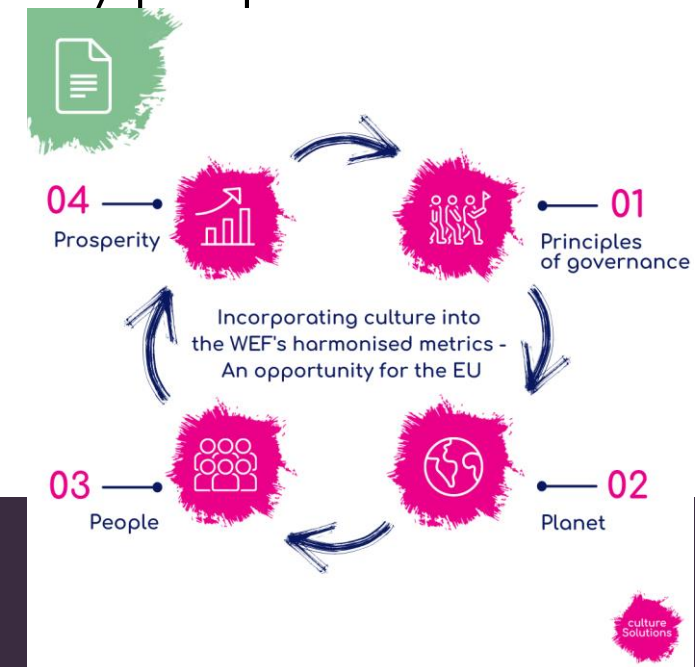 04
Prosperity
01
Principles
of governance
Incorporating culture into
the WEF's harmonised metrics -
An opportunity for the EU
03
People
02
Planet
culture
Solutions